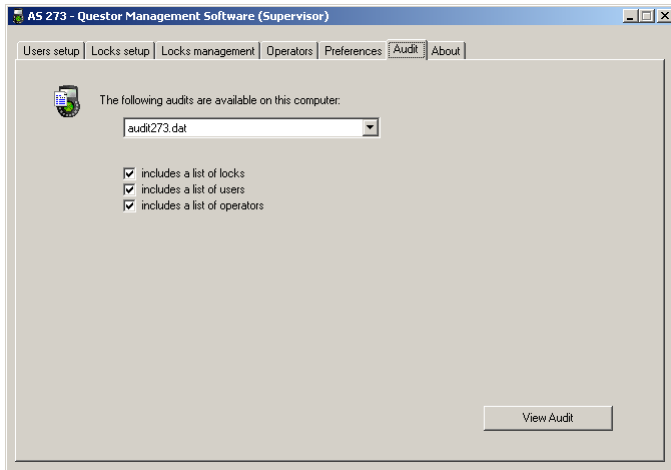 AS 273 - Questor Management Software (Supervisor)
Users setup Locks setup Locks management Operators Preferences Audit About
The following audits are available on this computer:
audit273.dat
includes a list of locks
includes a list of users
includes a list of operators
View Audit